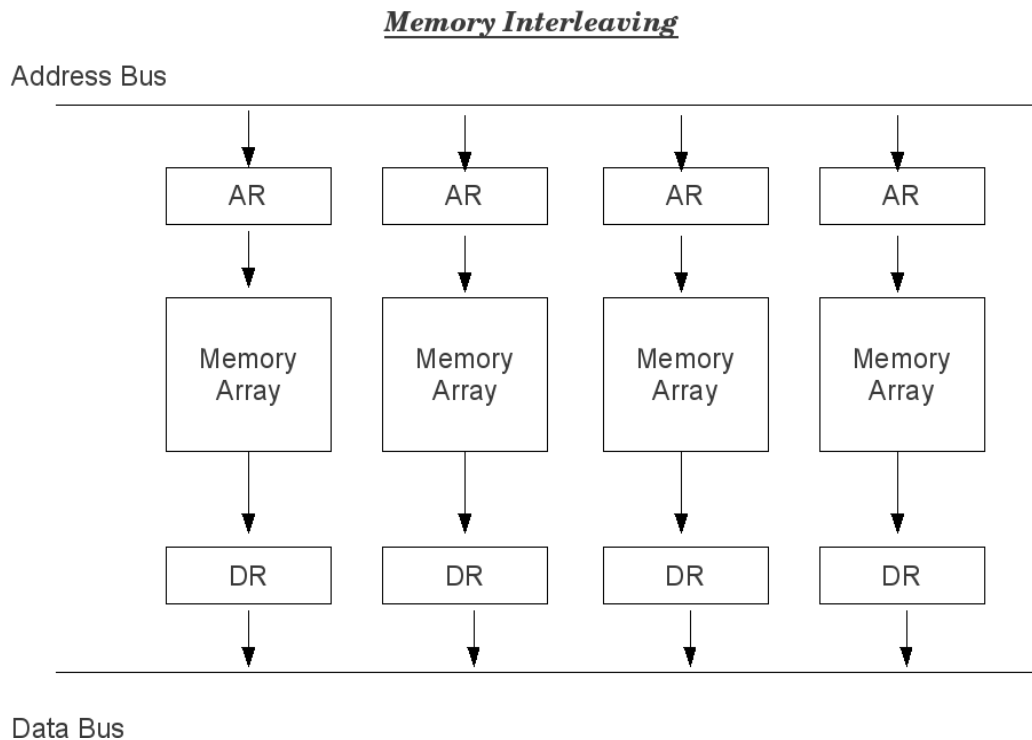 Memory Interleaving
Address Bus
AR AR AR AR
Memory Memory Memory Memory
Array Array Array Array
DR DR DR DR
Data Bus